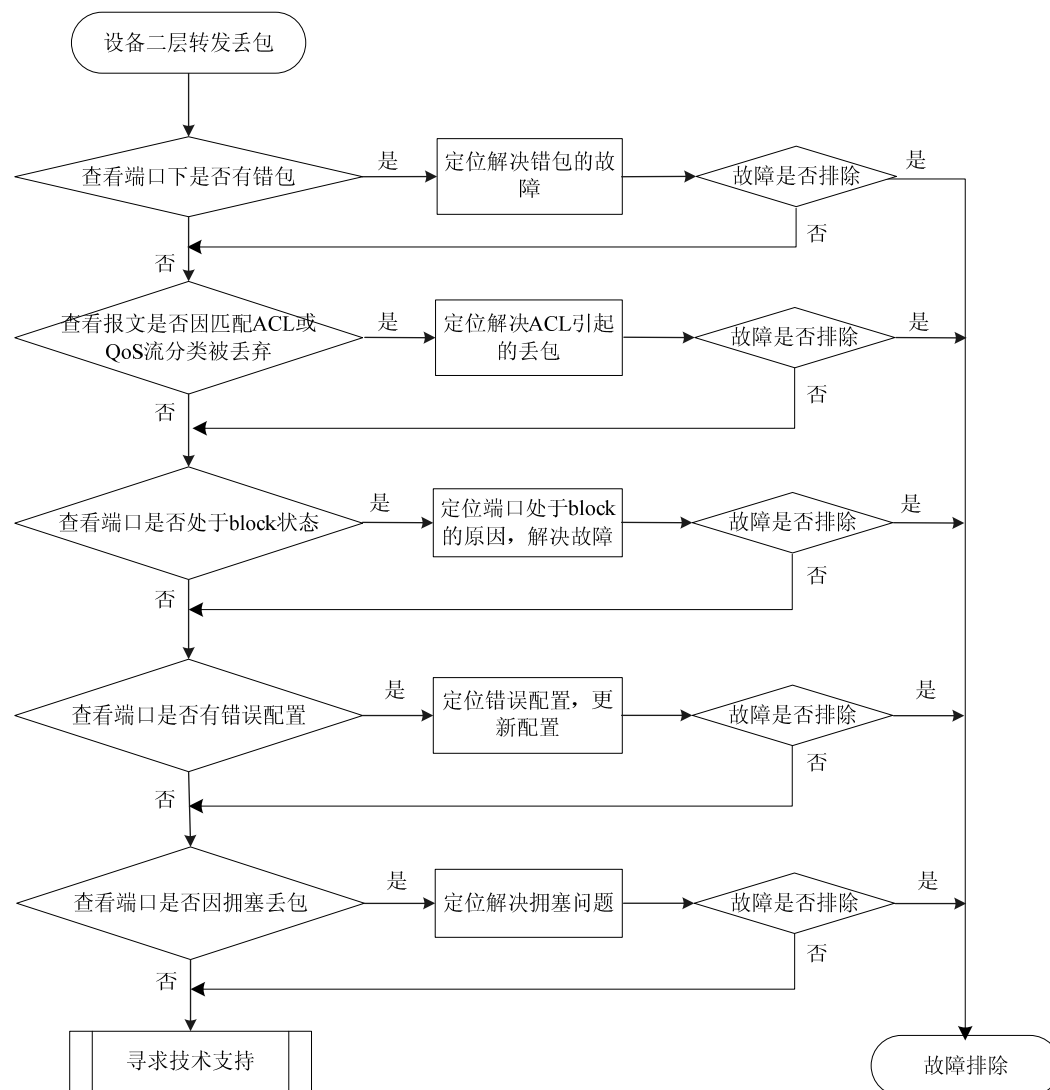 设备二层转发丢包
查看端口下是否有错包
是
定位解决错包的故
障
故障是否排除
是
否
否
查看报文是否因匹配ACL或
QoS流分类被丢弃
是
定位解决ACL引起
的丢包
故障是否排除
是
否
否
查看端口是否处于block状态
是
定位端口处于block
的原因，解决故障
故障是否排除
是
否
否
查看端口是否有错误配置
是
定位错误配置，更
新配置
故障是否排除
是
否
否
查看端口是否因拥塞丢包
是
定位解决拥塞问题
故障是否排除
是
否
否
寻求技术支持
故障排除